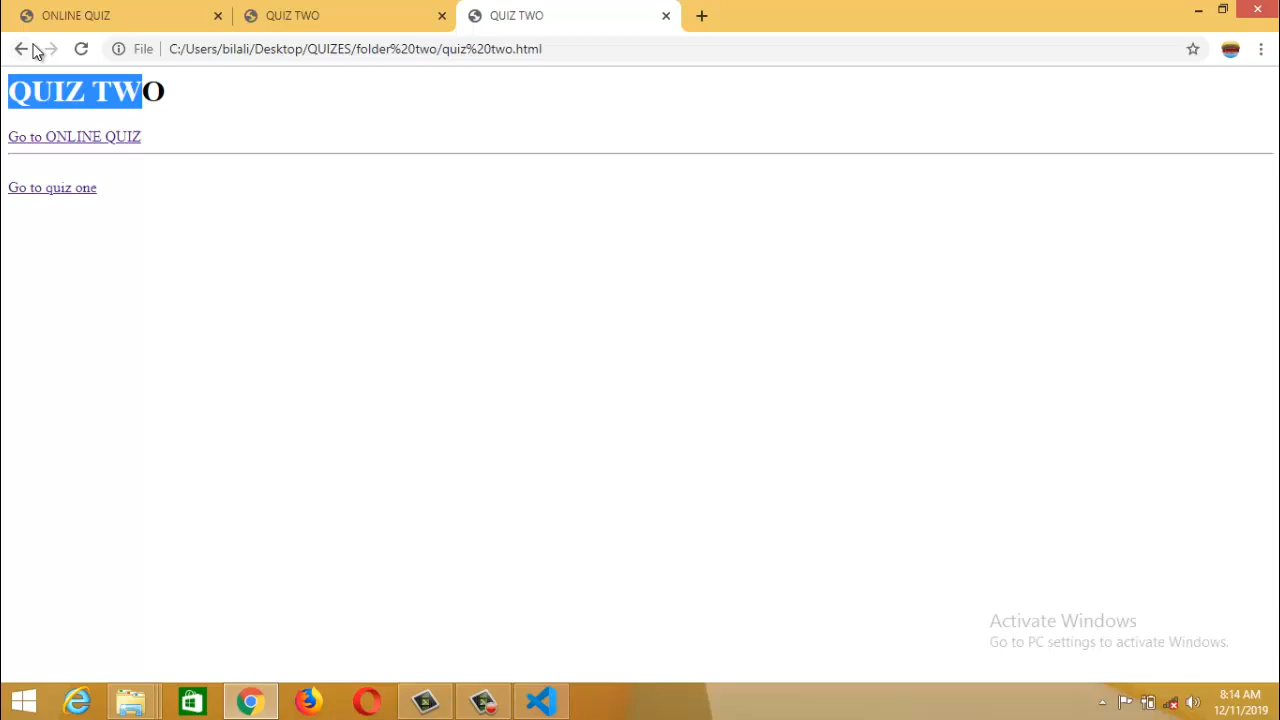 ONLINE QUIZ
QUIZ TWO
QUIZ TWO
File
C:/Users/bilali/Desktop/QUIZES/folder%20two/quiz%20two.html
QUIZ TWO
Go to ONLINE QUIZ
Go to quiz one
Activate Windows
Go to PC settings to activate Windows.
8:14 AM
12/11/2019